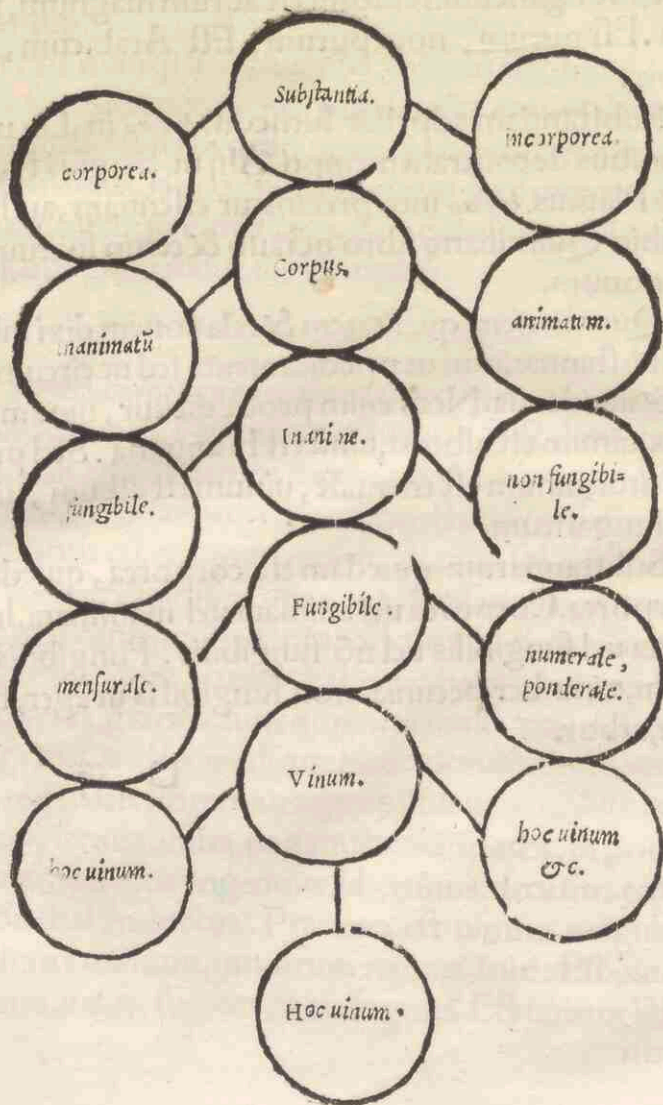 Substantia.
corporea.
incorporea.
Corpus.
inanimatũ
animatum.
Inanime.
fungibile.
non fungibi=
le.
Fungibile.
mensurale.
numerale,
ponderale.
Vinum.
hoc uinum.
hoc uinum
&c.
Hoc uinum.